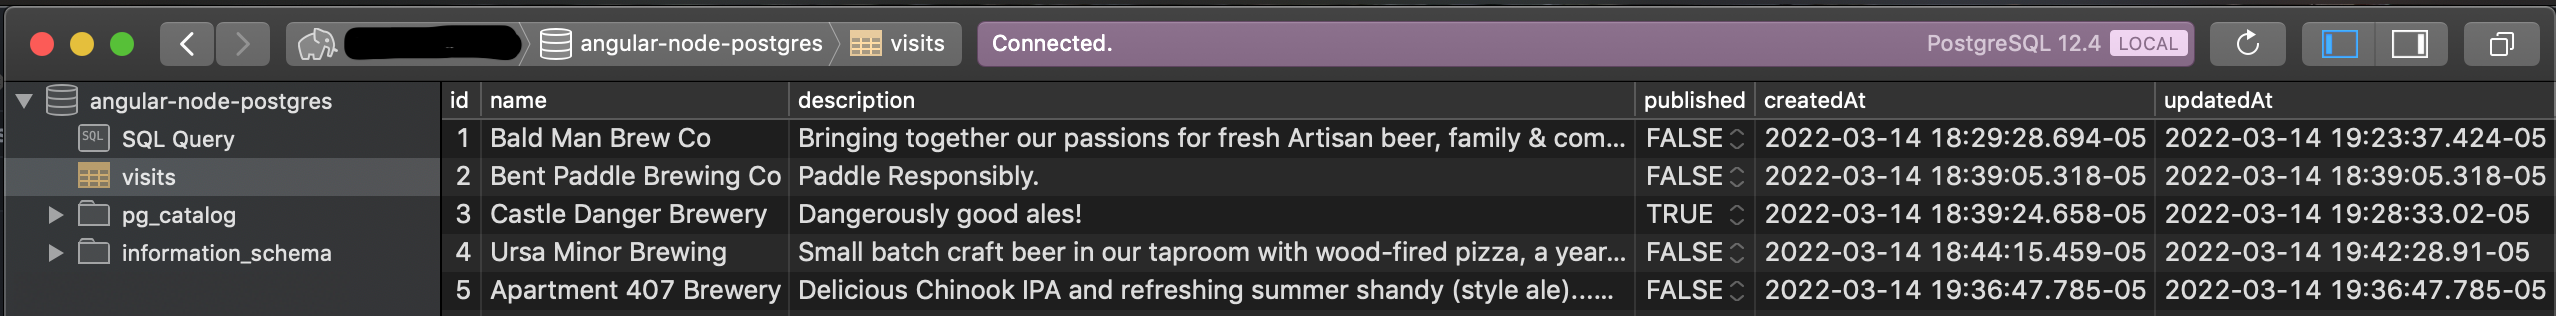 angular-node-postgres visits Connected. PostgreSQL 12.4 LOCAL
angular-node-postgres
SQL SQL Query
visits
pg_catalog
information_schema
id name description published createdAt updatedAt
1 Bald Man Brew Co Bringing together our passions for fresh Artisan beer, family & com... FALSE 2022-03-14 18:29:28.694-05 2022-03-14 19:23:37.424-05
2 Bent Paddle Brewing Co Paddle Responsibly. FALSE 2022-03-14 18:39:05.318-05 2022-03-14 18:39:05.318-05
3 Castle Danger Brewery Dangerously good ales! TRUE 2022-03-14 18:39:24.658-05 2022-03-14 19:28:33.02-05
4 Ursa Minor Brewing Small batch craft beer in our taproom with wood-fired pizza, a year... FALSE 2022-03-14 18:44:15.459-05 2022-03-14 19:42:28.91-05
5 Apartment 407 Brewery Delicious Chinook IPA and refreshing summer shandy (style ale)...... FALSE 2022-03-14 19:36:47.785-05 2022-03-14 19:36:47.785-05